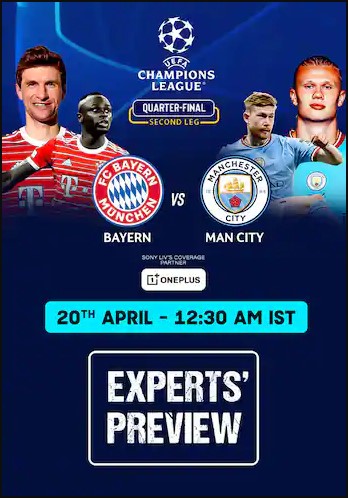 UEFA
CHAMPIONS
LEAGUE
QUARTER-FINAL
SECOND LEG
FC BAYERN
MÜNCHEN
VS
MANCHESTER
CITY
BAYERN
MAN CITY
SONY LIV'S COVERAGE
PARTNER
1+ ONEPLUS
20TH APRIL - 12:30 AM IST
EXPERTS'
PREVIEW